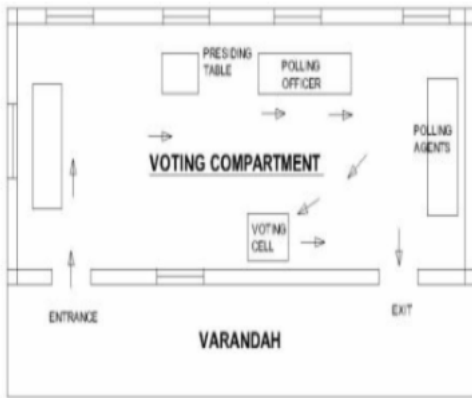 PRESIDING
TABLE
POLLING
OFFICER
POLLING
AGENTS
VOTING COMPARTMENT
VOTING
CELL
ENTRANCE
EXIT
VARANDAH